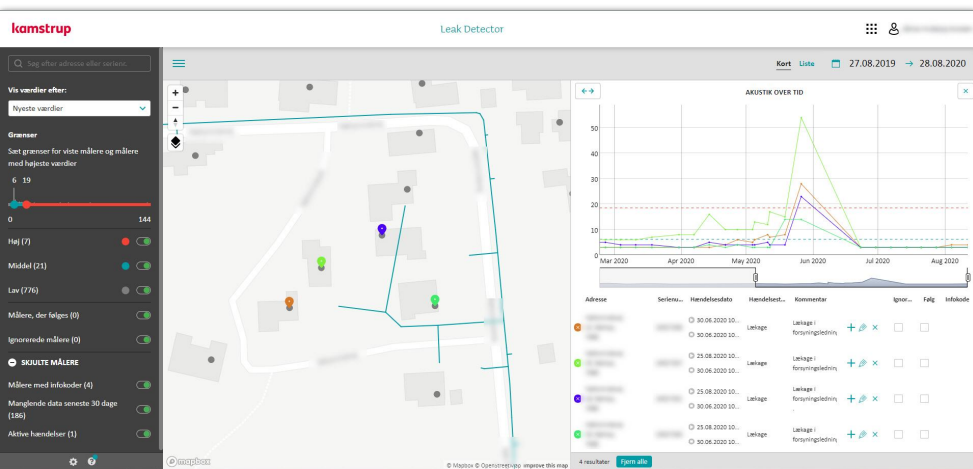 kamstrup
Leak Detector
Søg efter adresse eller serienr.
Kort Liste 27.08.2019 → 28.08.2020
Vis værdier efter:
Nyeste værdier
Grænser
Sæt grænser for viste målere og målere
med højeste værdier
6 19
0 144
Høj (7)
Middel (21)
Lav (776)
Målere, der følges (0)
Ignorerede målere (0)
SKJULTE MÅLERE
Målere med infokoder (4)
Manglende data seneste 30 dage
(186)
Aktive hændelser (1)
mapbox
© Mapbox © Openstreetmap improve this map
AKUSTIK OVER TID
50
40
30
20
10
0
Mar 2020 Apr 2020 May 2020 Jun 2020 Jul 2020 Aug 2020
Adresse Serienu... Hændelsesdato Hændelsest... Kommentar Ignor... Følg Infokode
30.06.2020 10...
30.06.2020 10...
Lækage
Lækage i
forsyningslednin
25.08.2020 10...
30.06.2020 10...
Lækage
Lækage i
forsyningslednin
25.08.2020 10...
30.06.2020 10...
Lækage
Lækage i
forsyningslednin
.
25.08.2020 10...
30.06.2020 10...
Lækage
Lækage i
forsyningslednin
4 resultater Fjern alle